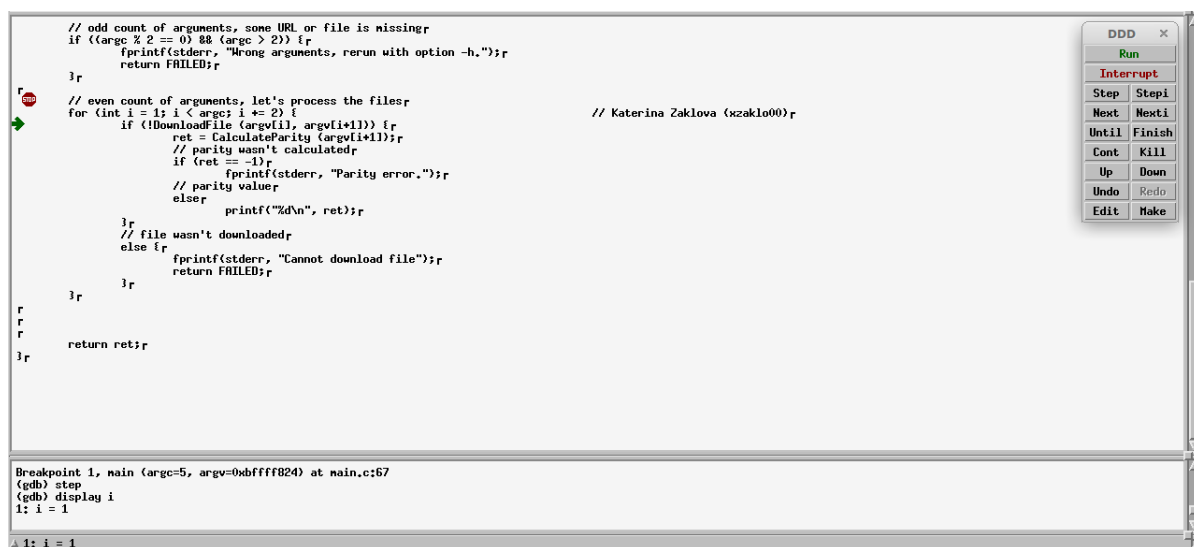 // odd count of arguments, some URL or file is missing┌
if ((argc % 2 == 0) && (argc > 2)) {┌
fprintf(stderr, "Wrong arguments, rerun with option -h.");┌
return FAILED;┌
}┌
┌
STOP
// even count of arguments, let's process the files┌
for (int i = 1; i < argc; i += 2) { // Katerina Zaklova (xzaklo00)┌
if (!DownloadFile (argv[i], argv[i+1])) {┌
ret = CalculateParity (argv[i+1]);┌
// parity wasn't calculated┌
if (ret == -1)┌
fprintf(stderr, "Parity error.");┌
// parity value┌
else┌
printf("%d\n", ret);┌
}┌
// file wasn't downloaded┌
else {┌
fprintf(stderr, "Cannot download file");┌
return FAILED;┌
}┌
}┌
┌
┌
┌
return ret;┌
}┌
DDD ×
Run
Interrupt
Step Stepi
Next Nexti
Until Finish
Cont Kill
Up Down
Undo Redo
Edit Make
Breakpoint 1, main (argc=5, argv=0xbffff824) at main.c:67
(gdb) step
(gdb) display i
1: i = 1
1: i = 1